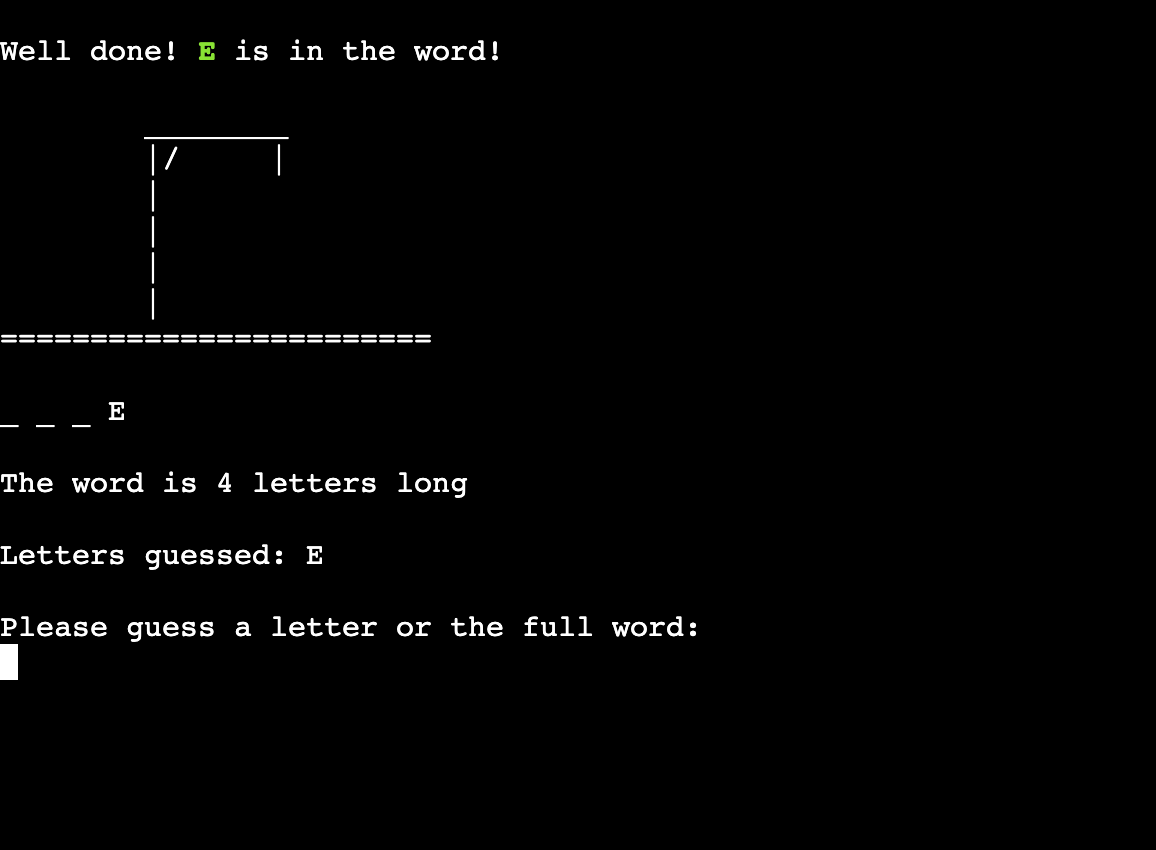 Well done! E is in the word!
________
|/      |
|
|
|
|
========================
_ _ _ E
The word is 4 letters long
Letters guessed: E
Please guess a letter or the full word: